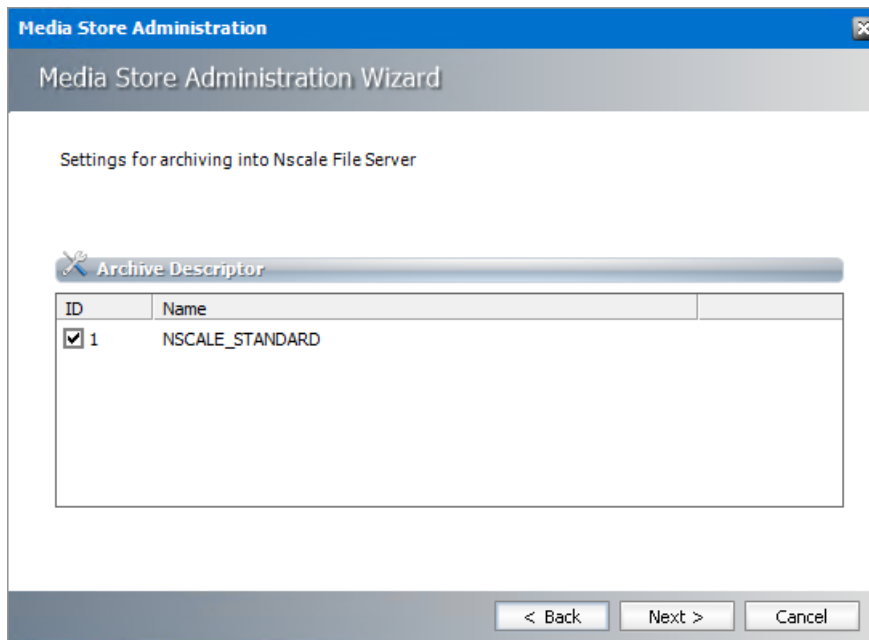 Media Store Administration
Media Store Administration Wizard
Settings for archiving into Nscale File Server
Archive Descriptor
ID Name
1 NSCALE_STANDARD
< Back Next > Cancel